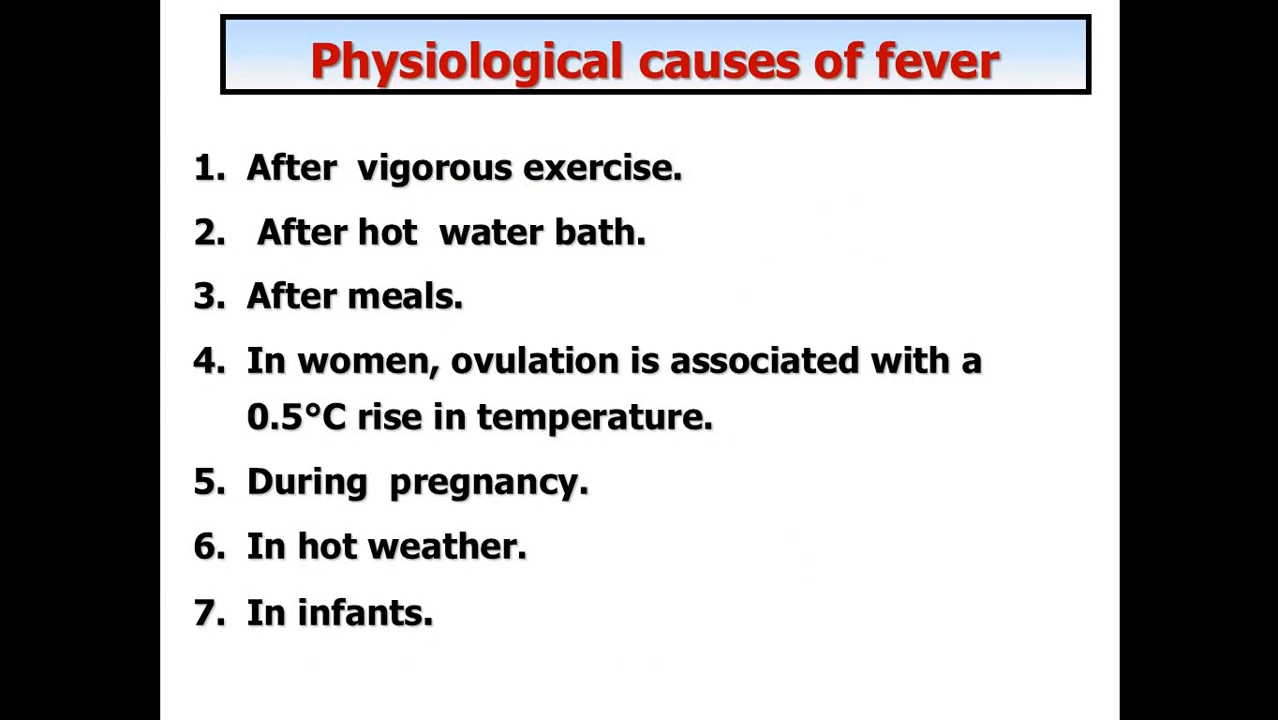 Physiological causes of fever
1. After vigorous exercise.
2. After hot water bath.
3. After meals.
4. In women, ovulation is associated with a
0.5°C rise in temperature.
5. During pregnancy.
6. In hot weather.
7. In infants.